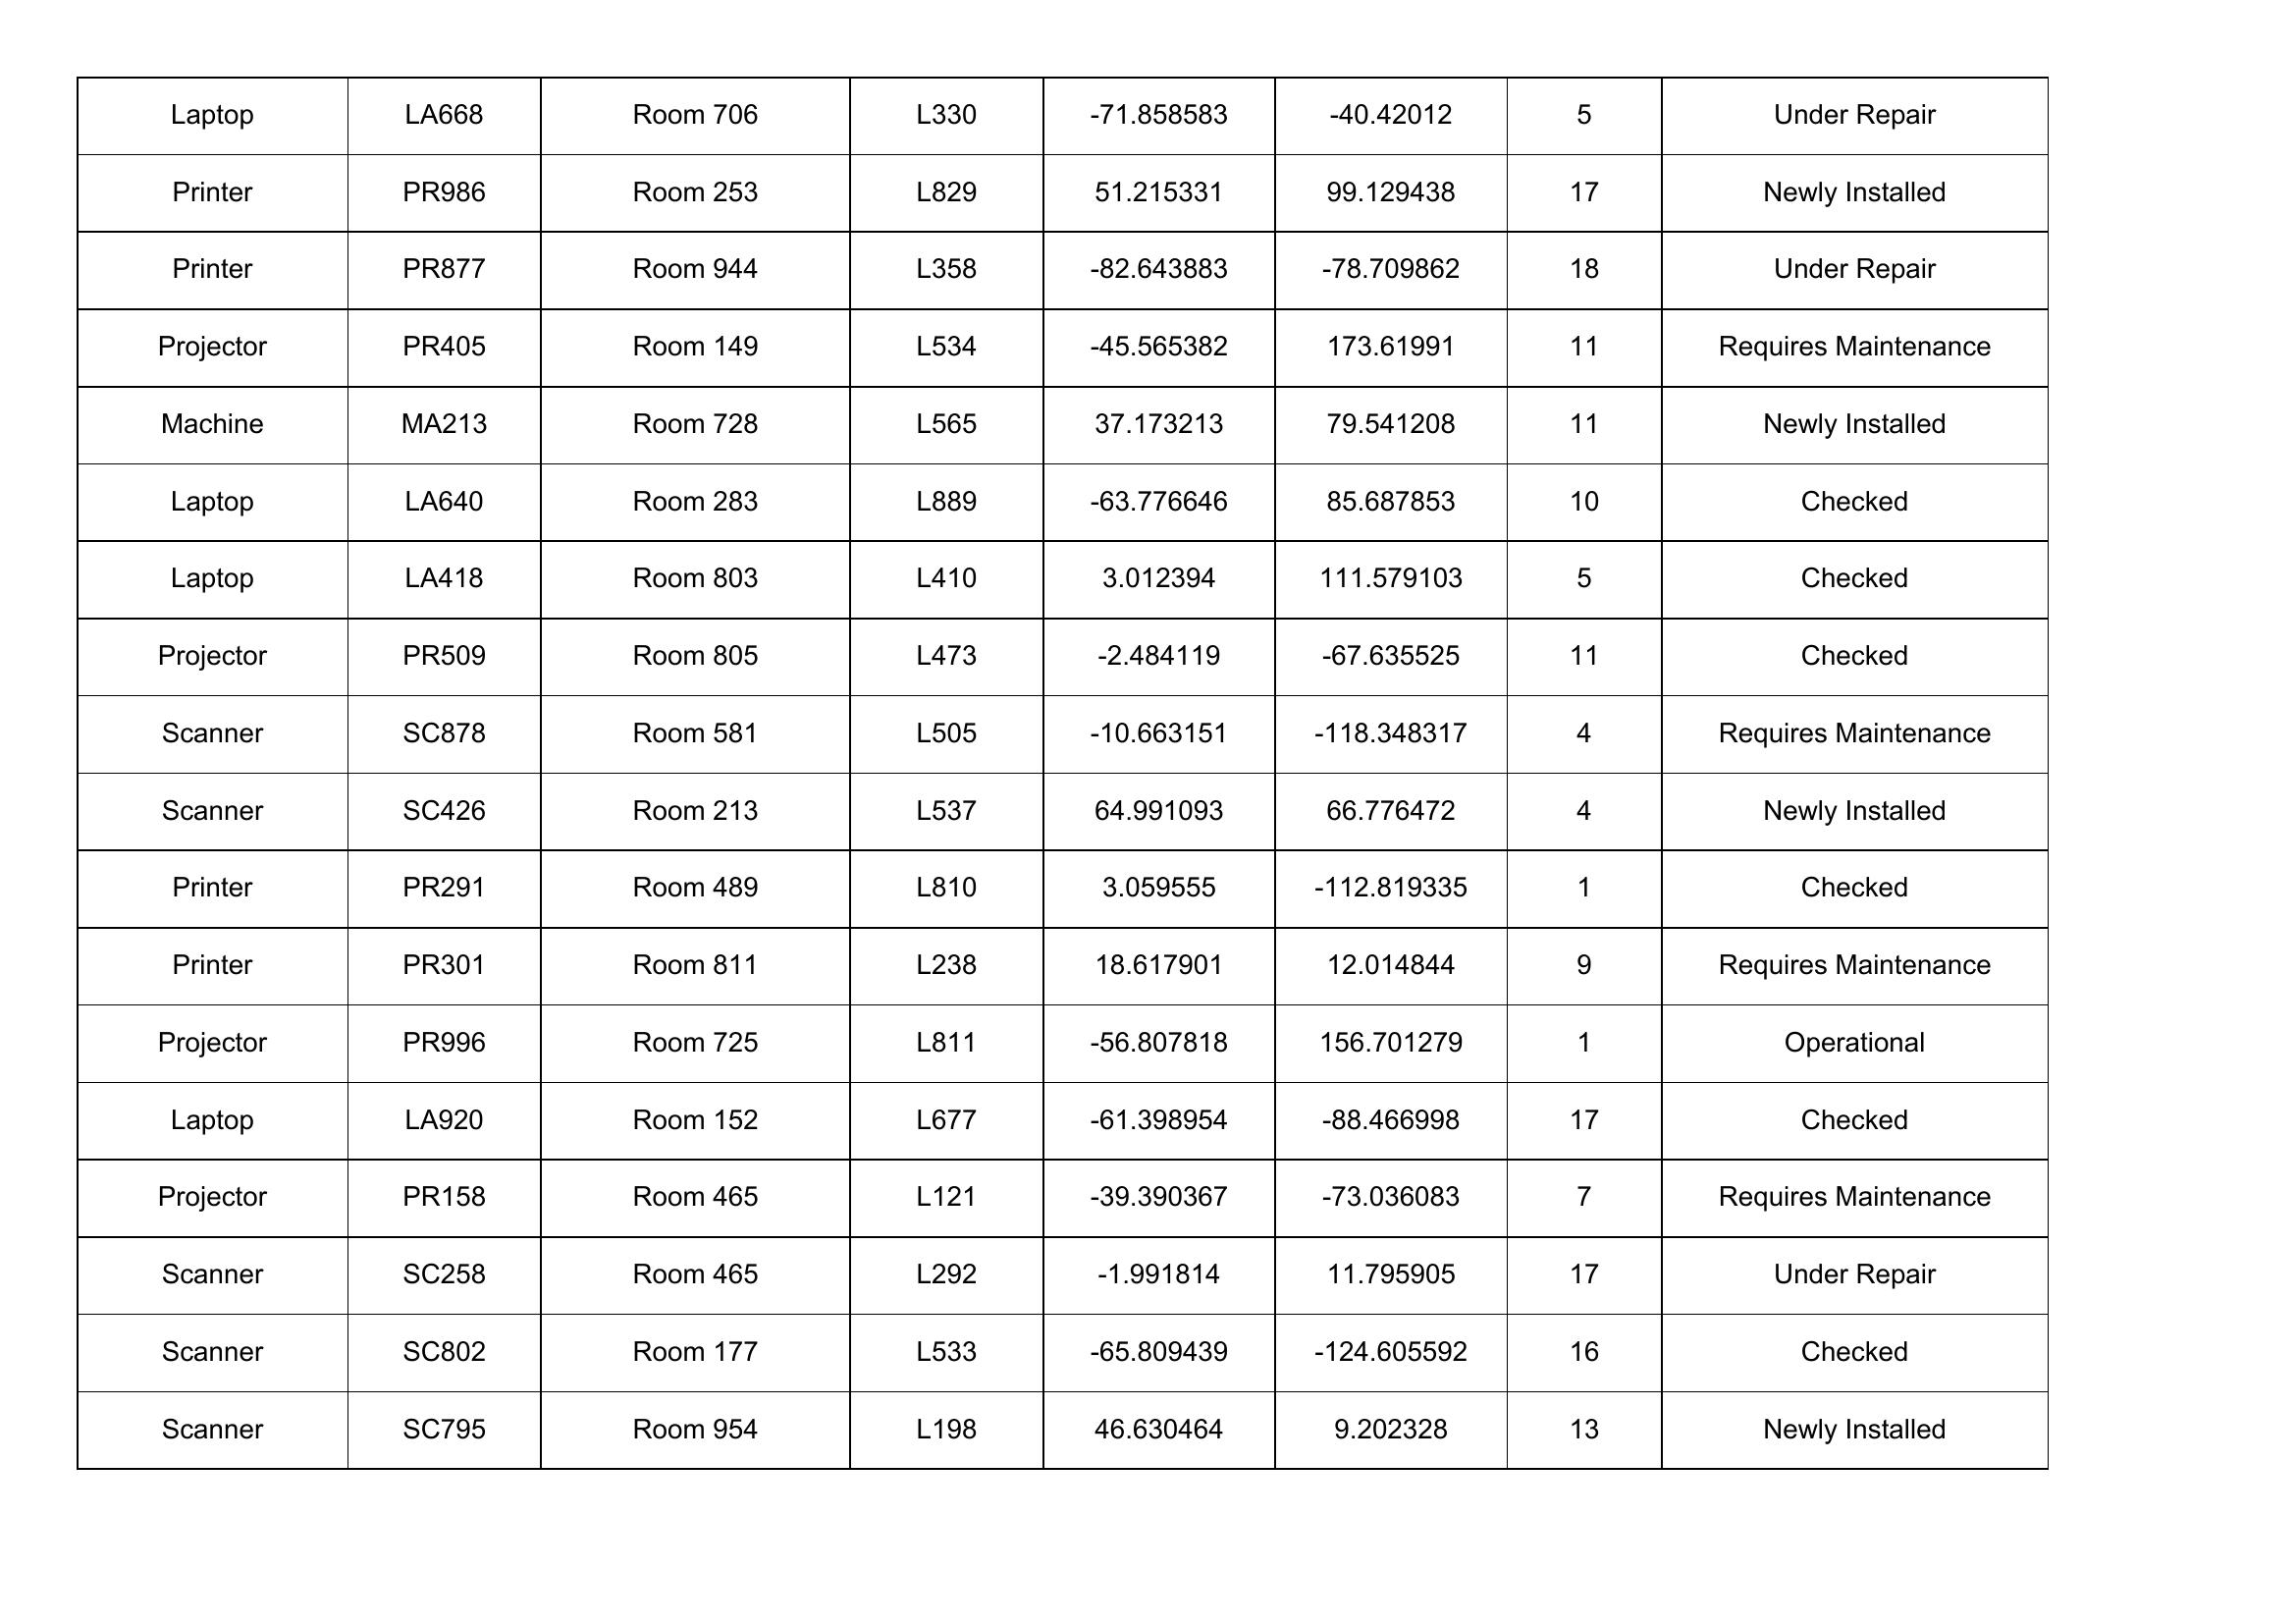 Laptop LA668 Room 706 L330 -71.858583 -40.42012 5 Under Repair
Printer PR986 Room 253 L829 51.215331 99.129438 17 Newly Installed
Printer PR877 Room 944 L358 -82.643883 -78.709862 18 Under Repair
Projector PR405 Room 149 L534 -45.565382 173.61991 11 Requires Maintenance
Machine MA213 Room 728 L565 37.173213 79.541208 11 Newly Installed
Laptop LA640 Room 283 L889 -63.776646 85.687853 10 Checked
Laptop LA418 Room 803 L410 3.012394 111.579103 5 Checked
Projector PR509 Room 805 L473 -2.484119 -67.635525 11 Checked
Scanner SC878 Room 581 L505 -10.663151 -118.348317 4 Requires Maintenance
Scanner SC426 Room 213 L537 64.991093 66.776472 4 Newly Installed
Printer PR291 Room 489 L810 3.059555 -112.819335 1 Checked
Printer PR301 Room 811 L238 18.617901 12.014844 9 Requires Maintenance
Projector PR996 Room 725 L811 -56.807818 156.701279 1 Operational
Laptop LA920 Room 152 L677 -61.398954 -88.466998 17 Checked
Projector PR158 Room 465 L121 -39.390367 -73.036083 7 Requires Maintenance
Scanner SC258 Room 465 L292 -1.991814 11.795905 17 Under Repair
Scanner SC802 Room 177 L533 -65.809439 -124.605592 16 Checked
Scanner SC795 Room 954 L198 46.630464 9.202328 13 Newly Installed